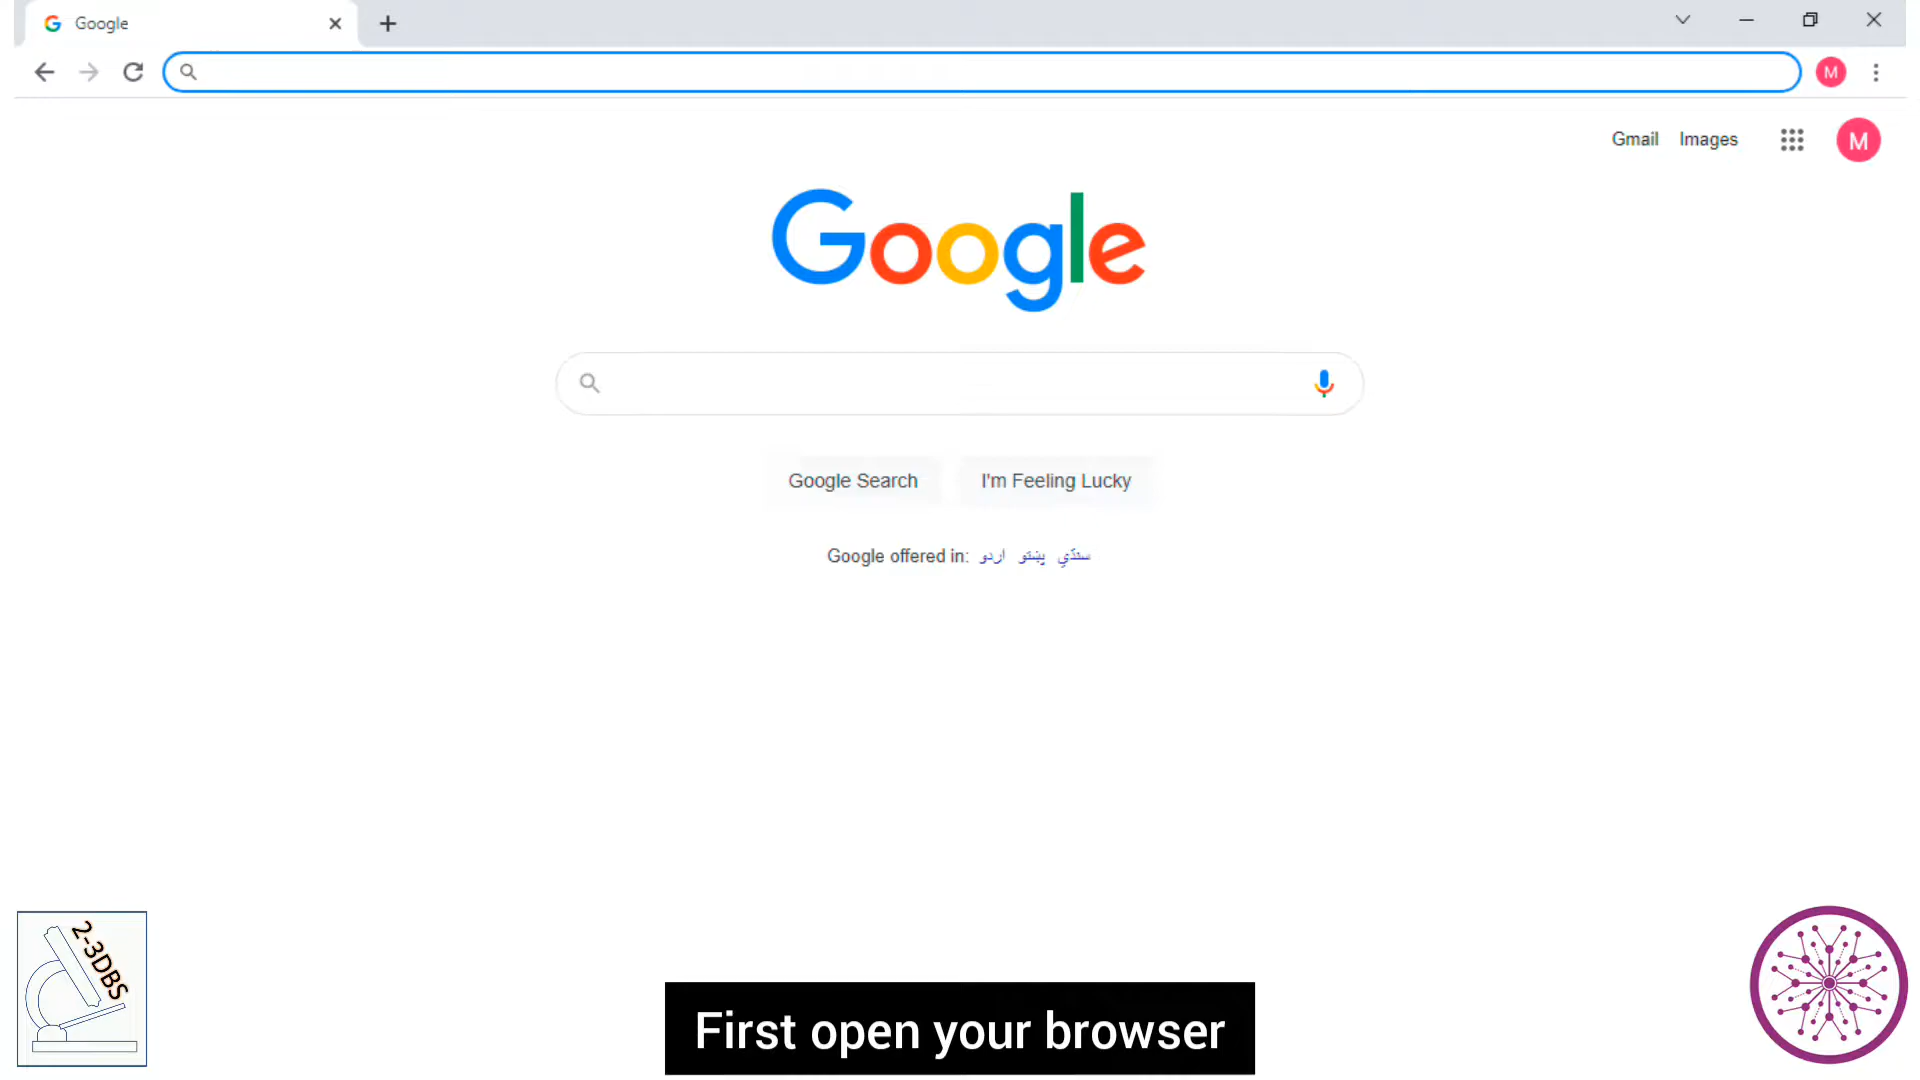 Google
M
Gmail Images
M
Google
Google Search I'm Feeling Lucky
Google offered in: اردو پښتو سنڌي
2-3DBS
First open your browser